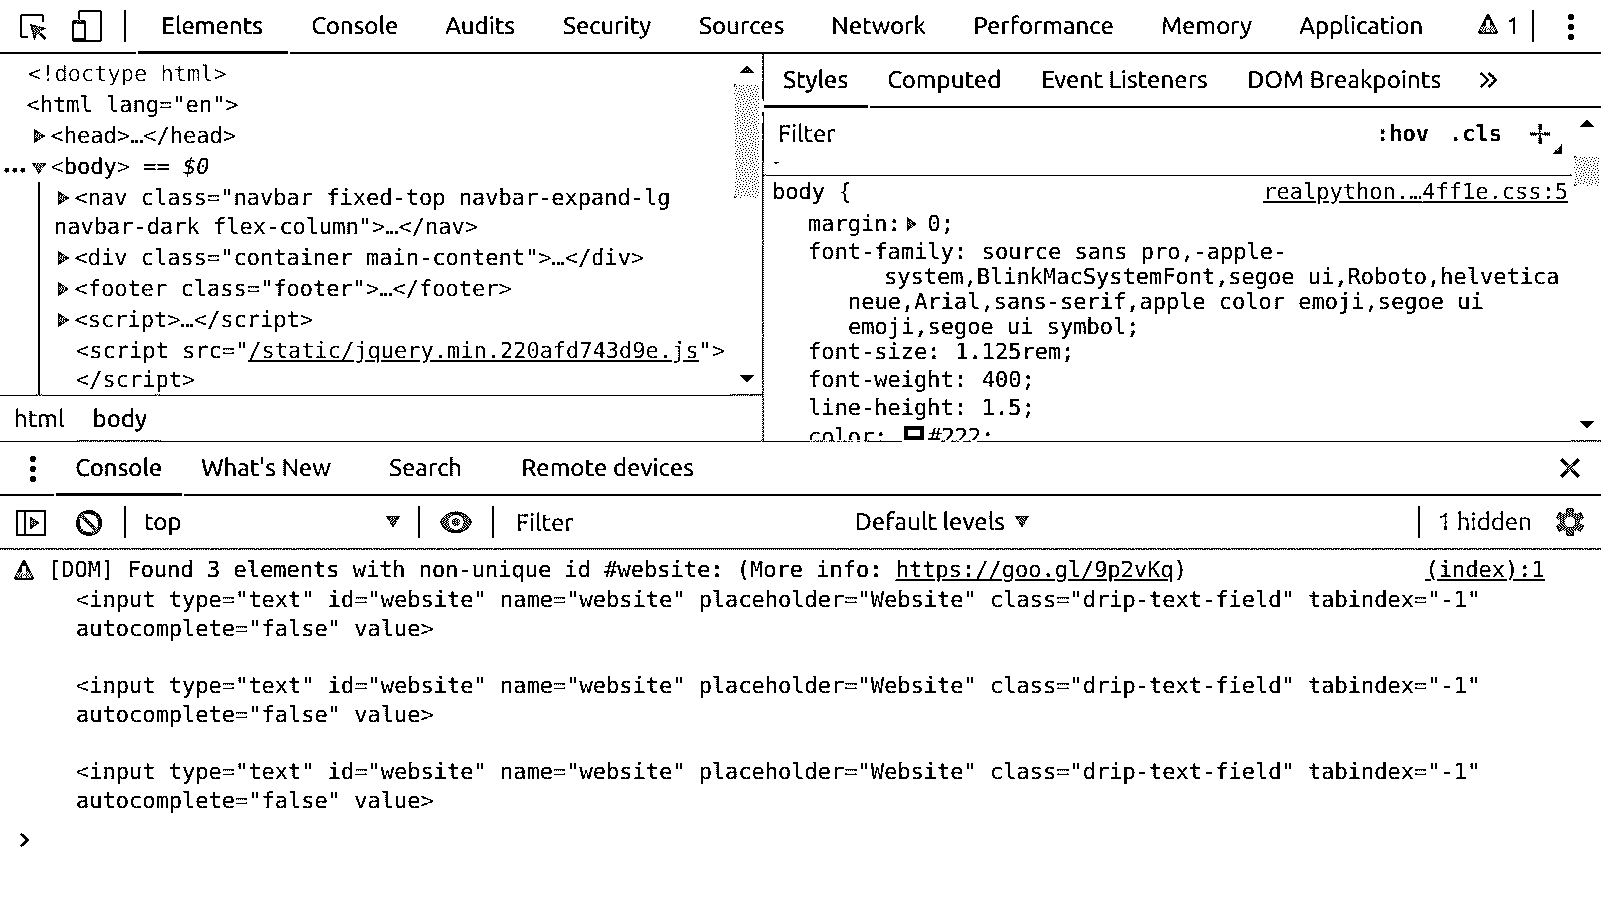 Elements Console Audits Security Sources Network Performance Memory Application 1
<!doctype html>
<html lang="en">
<head>…</head>
… <body> == $0
<nav class="navbar fixed-top navbar-expand-lg
navbar-dark flex-column">…</nav>
<div class="container main-content">…</div>
<footer class="footer">…</footer>
<script>…</script>
<script src="/static/jquery.min.220afd743d9e.js">
</script>
html body
Styles Computed Event Listeners DOM Breakpoints »
Filter :hov .cls +
body { realpython.…4ff1e.css:5
margin: 0;
font-family: source sans pro,-apple-
system,BlinkMacSystemFont,segoe ui,Roboto,helvetica
neue,Arial,sans-serif,apple color emoji,segoe ui
emoji,segoe ui symbol;
font-size: 1.125rem;
font-weight: 400;
line-height: 1.5;
color: #222;
Console What's New Search Remote devices
top Filter Default levels 1 hidden
[DOM] Found 3 elements with non-unique id #website: (More info: https://goo.gl/9p2vKq) (index):1
<input type="text" id="website" name="website" placeholder="Website" class="drip-text-field" tabindex="-1"
autocomplete="false" value>
<input type="text" id="website" name="website" placeholder="Website" class="drip-text-field" tabindex="-1"
autocomplete="false" value>
<input type="text" id="website" name="website" placeholder="Website" class="drip-text-field" tabindex="-1"
autocomplete="false" value>
>